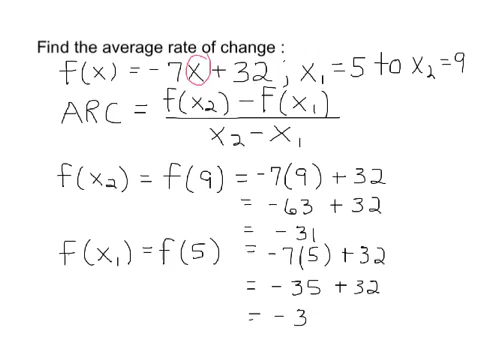 Find the average rate of change :
f(x) = -7x + 32 ; x₁ = 5 to x₂ = 9
ARC = f(x₂) - f(x₁)
x₂ - x₁
f(x₂) = f(9) = -7(9) + 32
= -63 + 32
= -31
f(x₁) = f(5) = -7(5) + 32
= -35 + 32
= -3